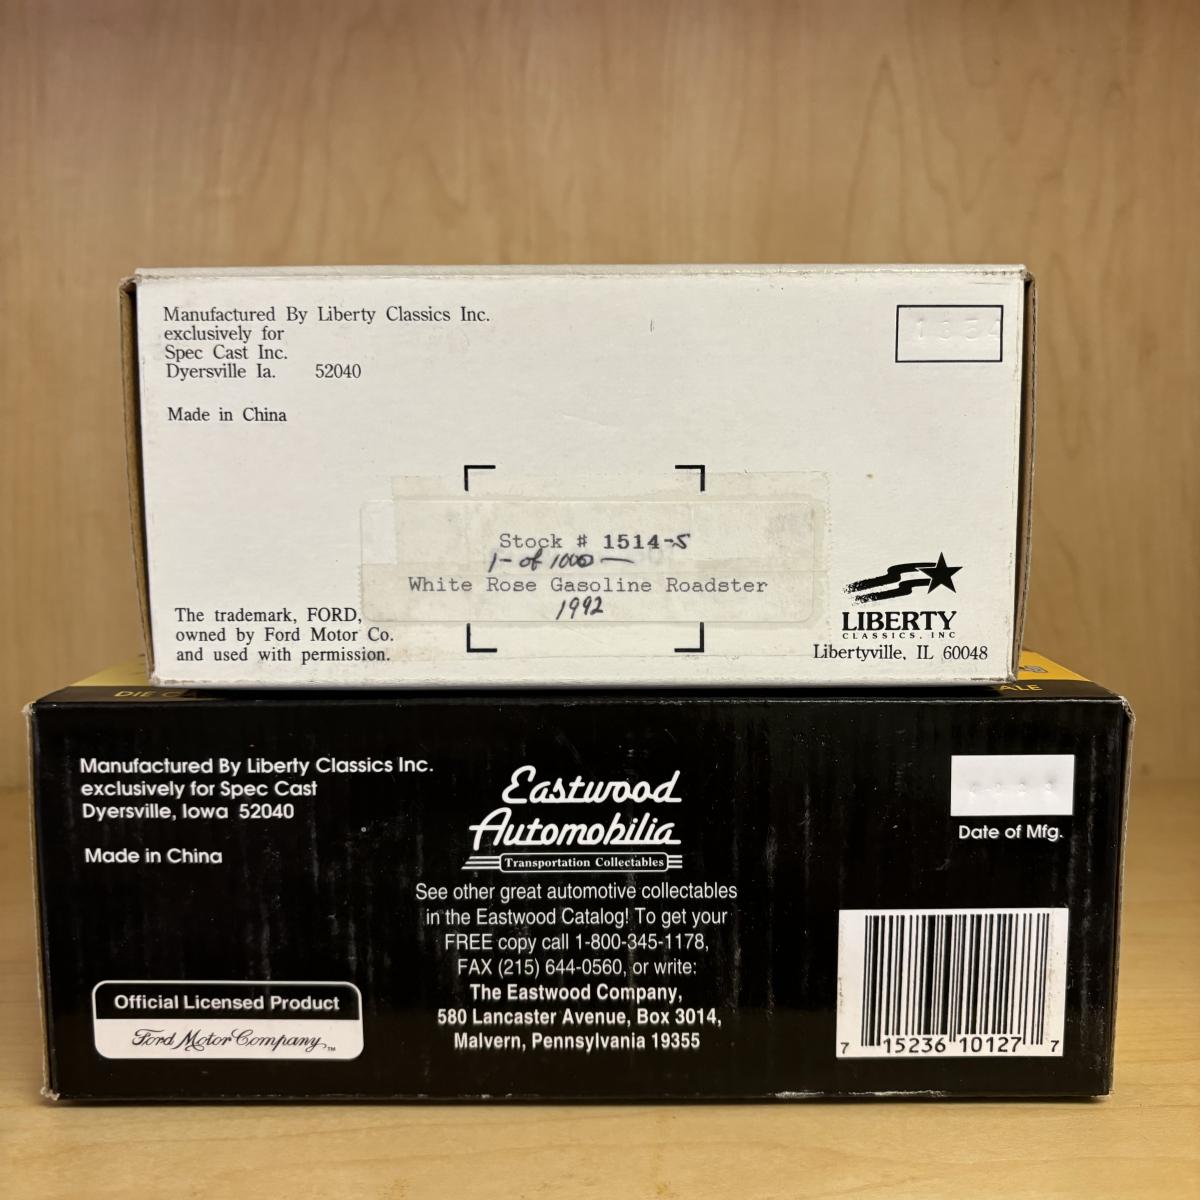 Manufactured By Liberty Classics Inc.
exclusively for
Spec Cast Inc.
Dyersville Ia. 52040
Made in China
Stock # 1514-S
1- of 1000 —
White Rose Gasoline Roadster
1992
The trademark, FORD,
owned by Ford Motor Co.
and used with permission.
LIBERTY
CLASSICS, INC
Libertyville, IL 60048
Manufactured By Liberty Classics Inc.
exclusively for Spec Cast
Dyersville, Iowa 52040
Made in China
Official Licensed Product
Ford Motor Company TM
Eastwood
Automobilia
Transportation Collectables
See other great automotive collectables
in the Eastwood Catalog! To get your
FREE copy call 1-800-345-1178,
FAX (215) 644-0560, or write:
The Eastwood Company,
580 Lancaster Avenue, Box 3014,
Malvern, Pennsylvania 19355
Date of Mfg.
7 15236 10127 7